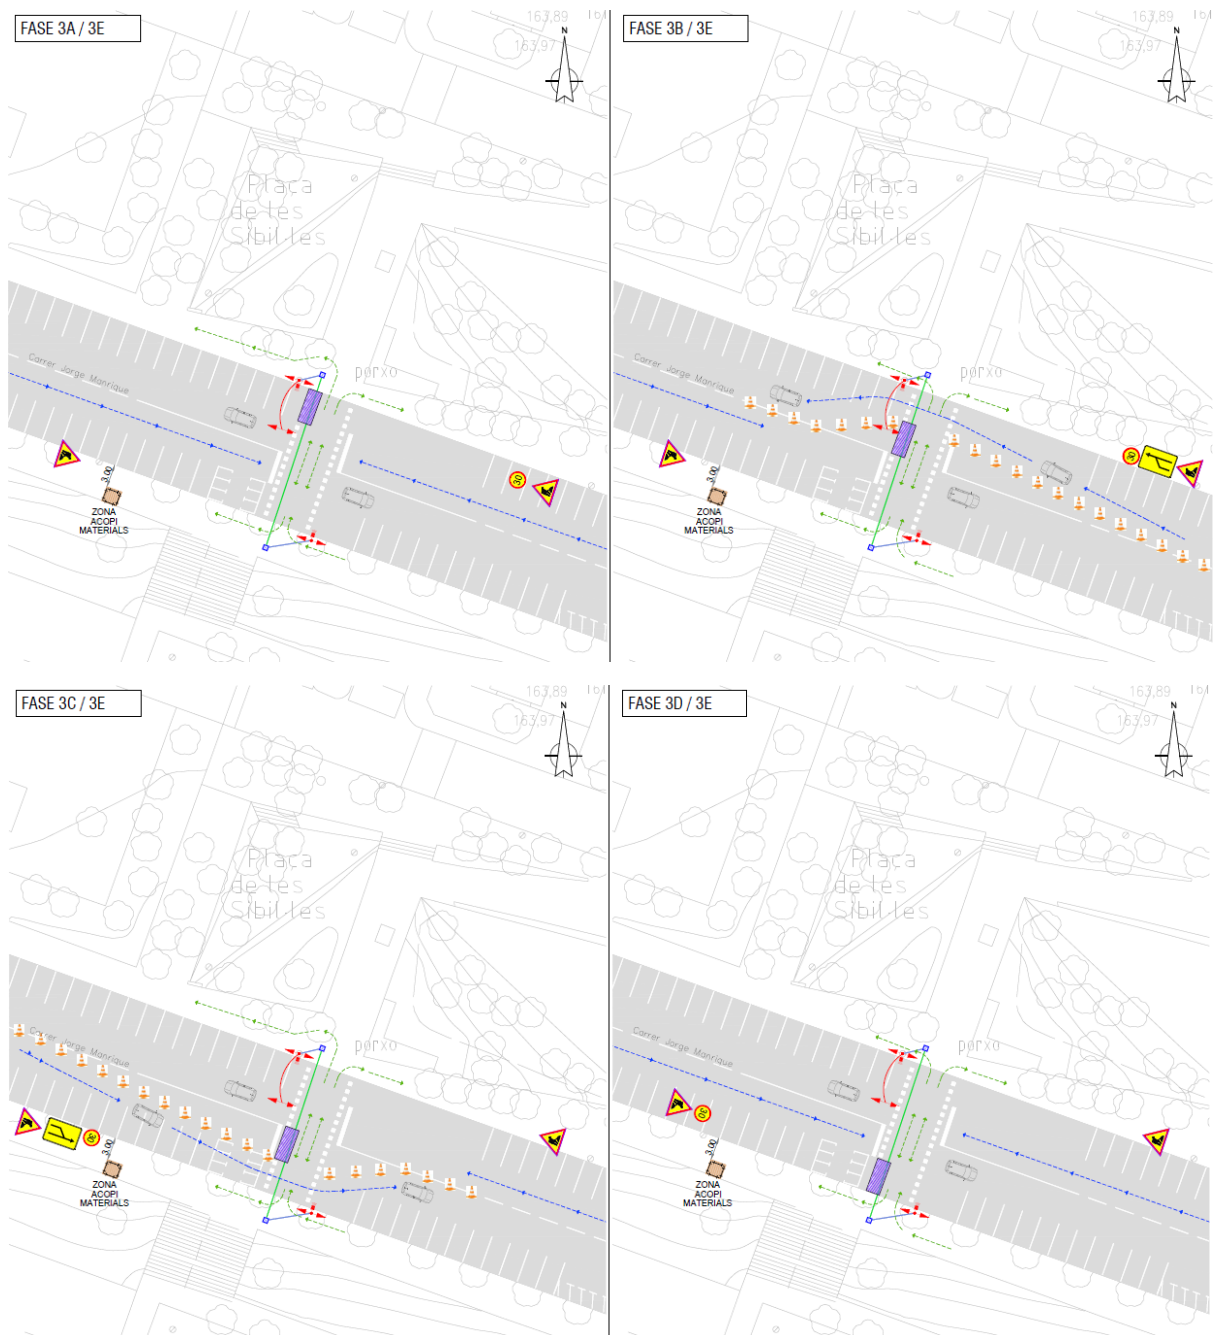 FASE 3A / 3E
163,89
161
163,97
N
Plaça
de les
Sibil·les
porxo
Carrer Jorge Manrique
30
3.00
ZONA
ACOPI
MATERIALS
FASE 3B / 3E
163,89
161
163,97
N
Plaça
de les
Sibil·les
porxo
Carrer Jorge Manrique
30
3.00
ZONA
ACOPI
MATERIALS
FASE 3C / 3E
163,89
161
163,97
N
Plaça
de les
Sibil·les
porxo
Carrer Jorge Manrique
30
3.00
ZONA
ACOPI
MATERIALS
FASE 3D / 3E
163,89
161
163,97
N
Plaça
de les
Sibil·les
porxo
Carrer Jorge Manrique
30
3.00
ZONA
ACOPI
MATERIALS